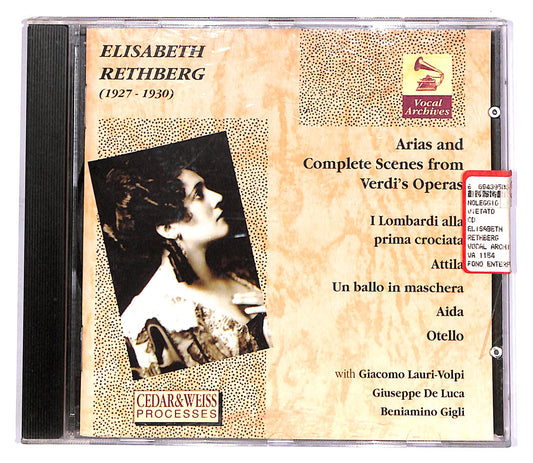 ELISABETH
RETHBERG
(1927 - 1930)
Vocal
Archives
Arias and
Complete Scenes from
Verdi's Operas
I Lombardi alla
prima crociata
Attila
Un ballo in maschera
Aida
Otello
with Giacomo Lauri-Volpi
Giuseppe De Luca
Beniamino Gigli
CEDAR&WEISS
PROCESSES
NOLEGGIO
VIETATO
CD
ELISABETH
RETHBERG
VOCAL ARCHI
VA 1154
FONO ENTERP